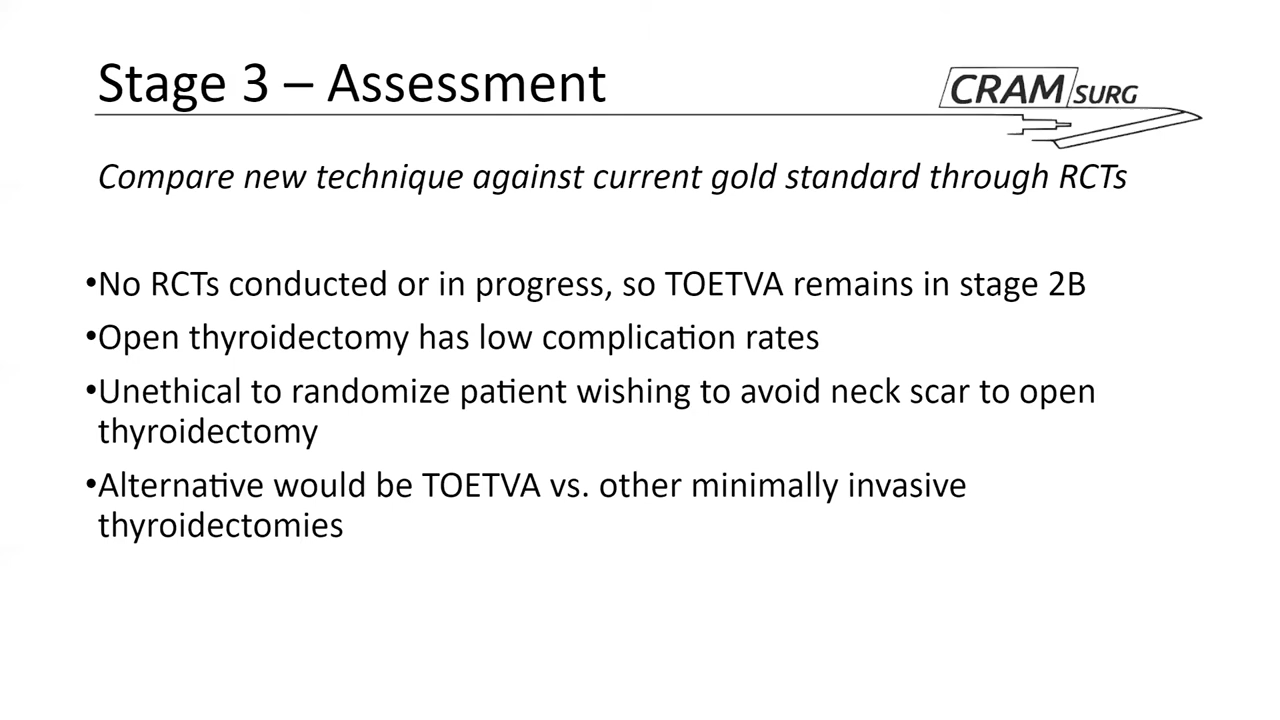 Stage 3 – Assessment
CRAM SURG
Compare new technique against current gold standard through RCTs
•No RCTs conducted or in progress, so TOETVA remains in stage 2B
•Open thyroidectomy has low complication rates
•Unethical to randomize patient wishing to avoid neck scar to open
thyroidectomy
•Alternative would be TOETVA vs. other minimally invasive
thyroidectomies